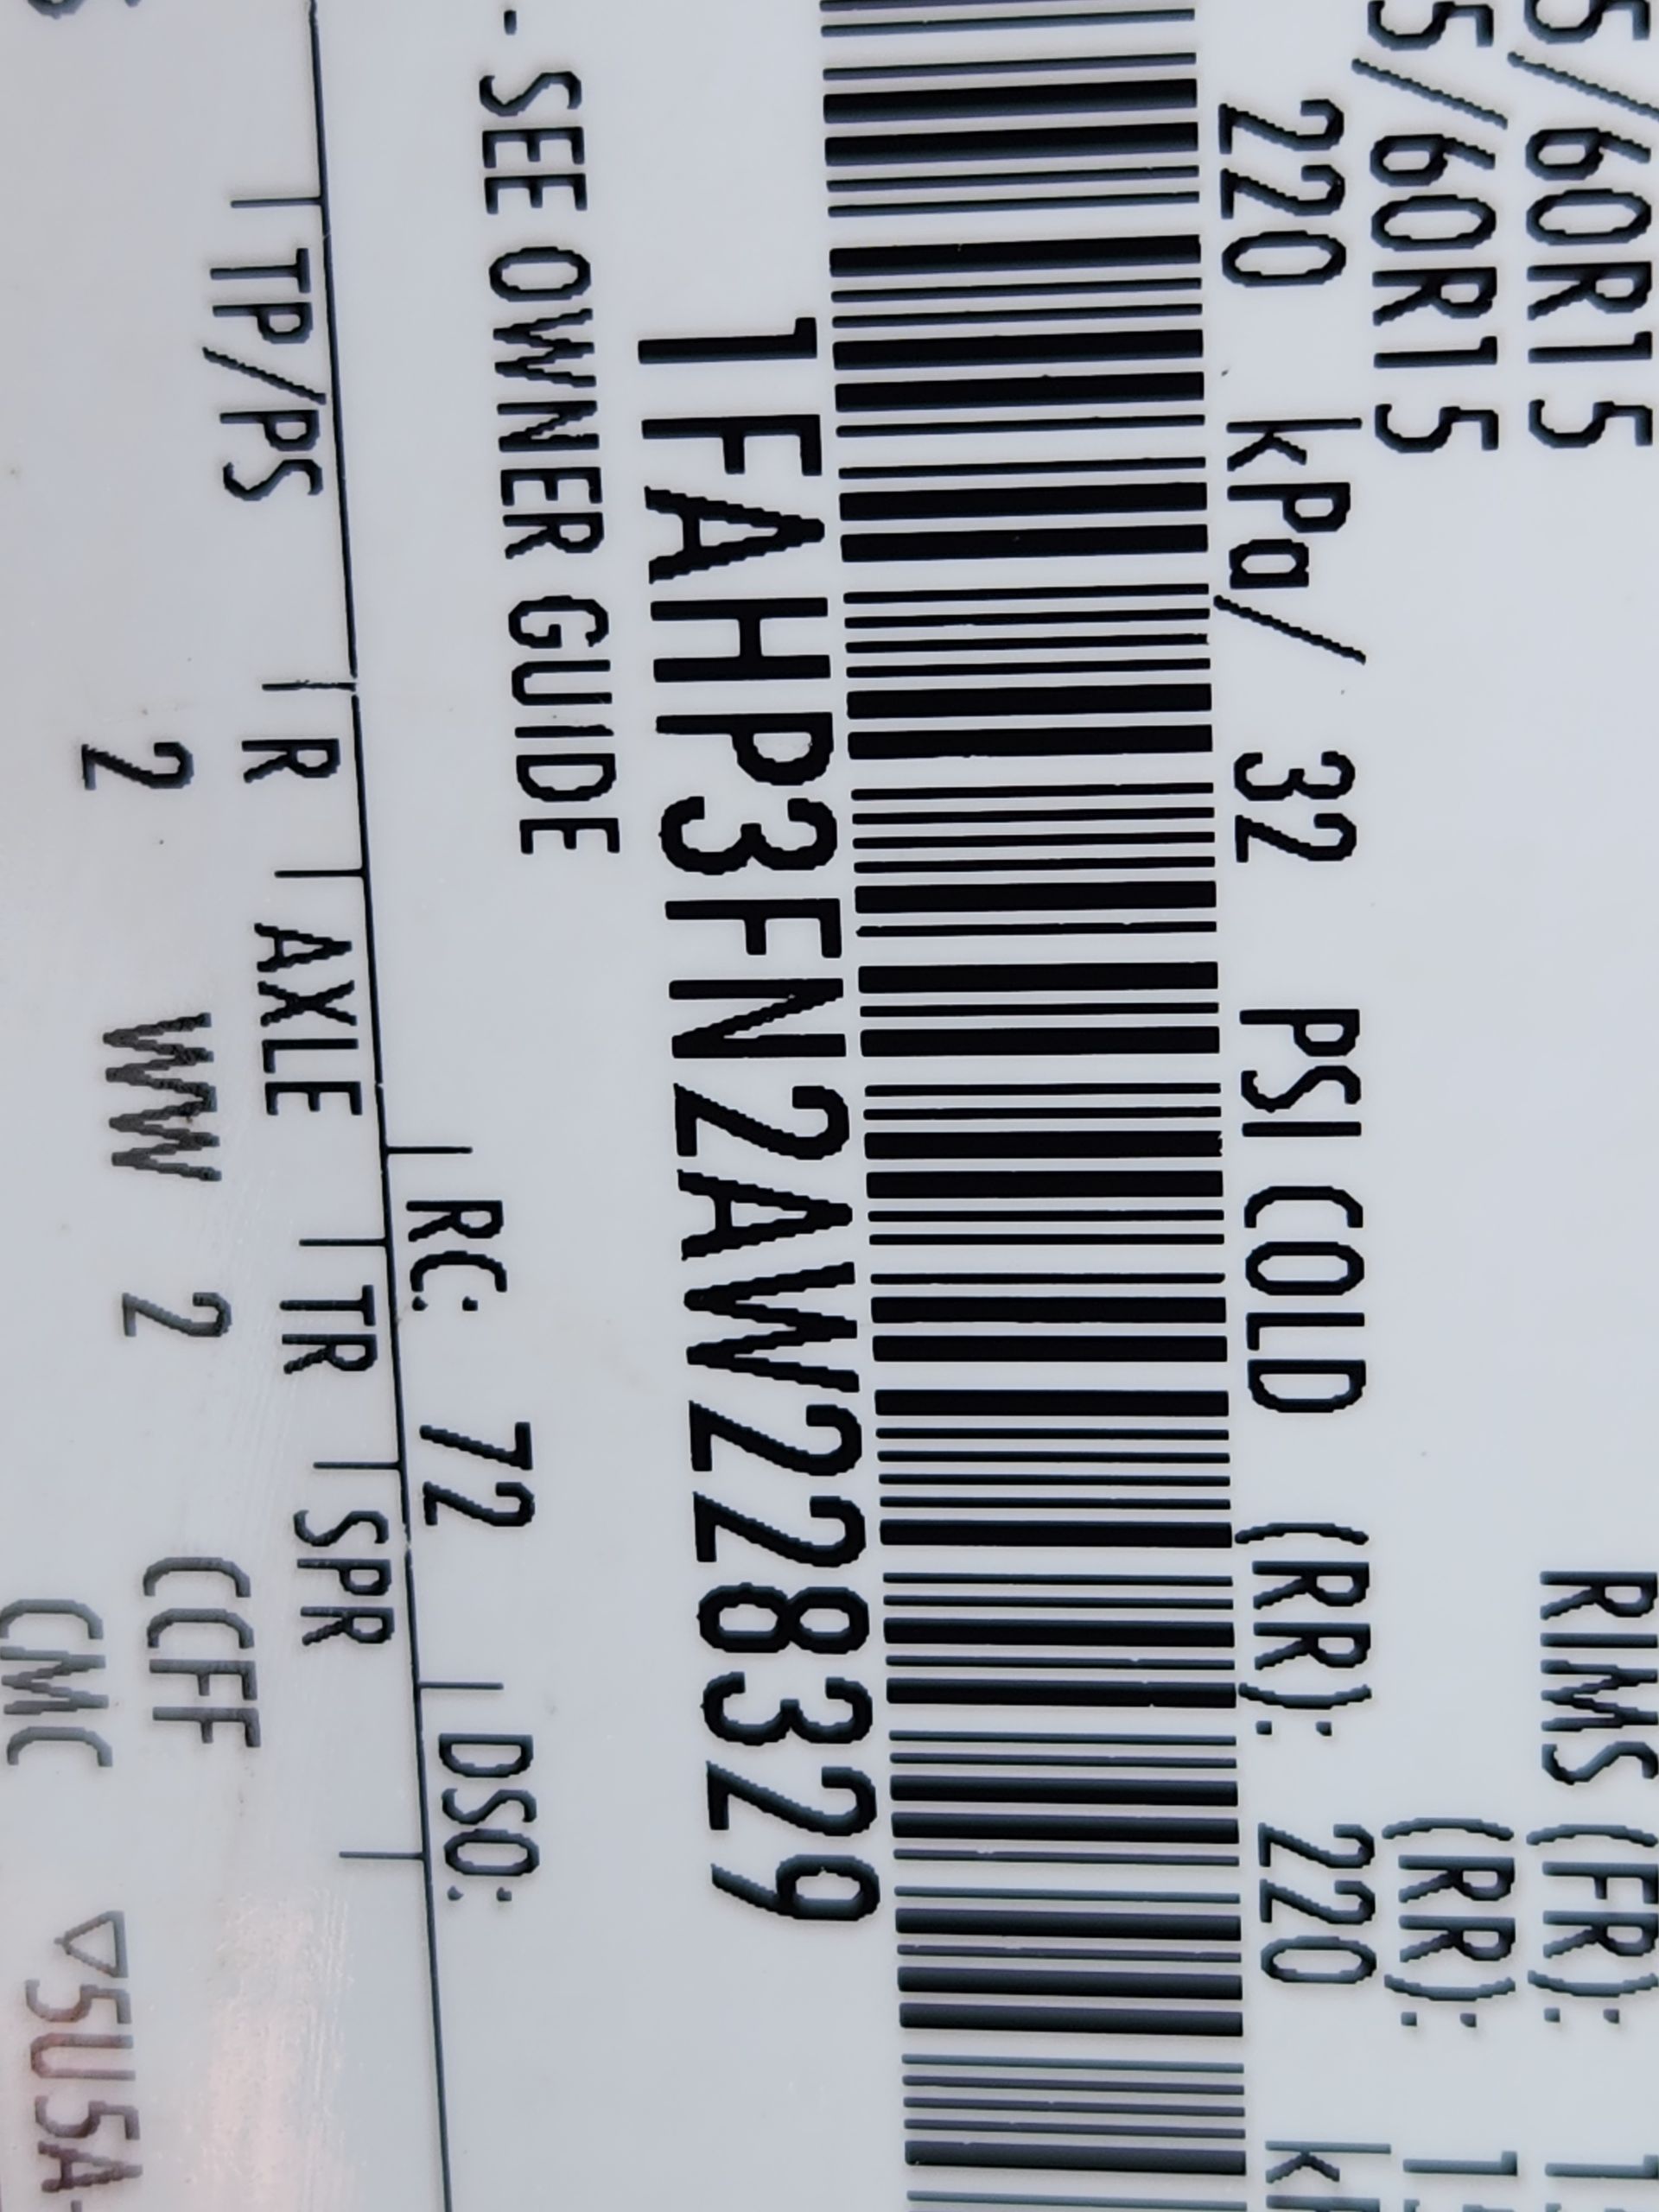 5/60R15 RIMS (FR):
5/60R15 (RR):
220 kPa/ 32 PSI COLD (RR): 220
1FAHP3FN2AW228329
- SEE OWNER GUIDE
RC: 72 DSO:
TP/PS R AXLE TR SPR
2 WW 2 CCFF ▽5U5A-
CMC